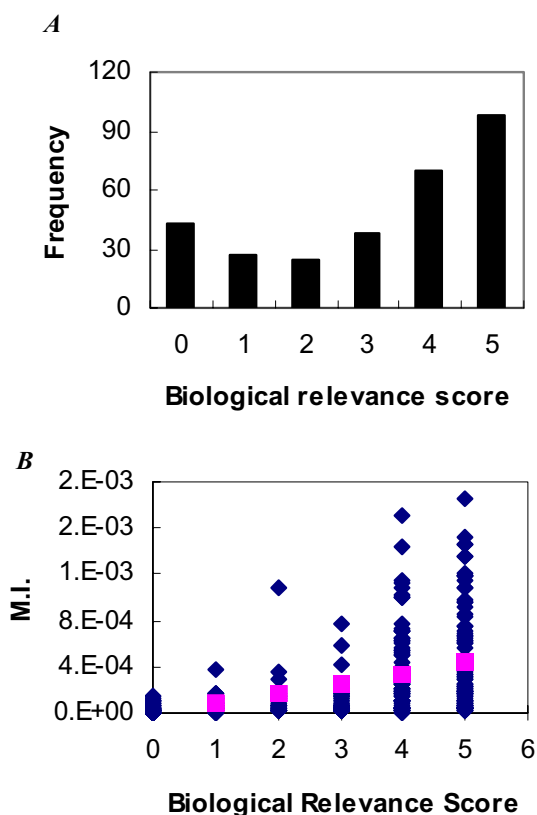 A
120
90
60
30
0
Frequency
0 1 2 3 4 5
Biological relevance score
B
2.E-03
2.E-03
1.E-03
8.E-04
4.E-04
0.E+00
M.I.
0 1 2 3 4 5 6
Biological Relevance Score